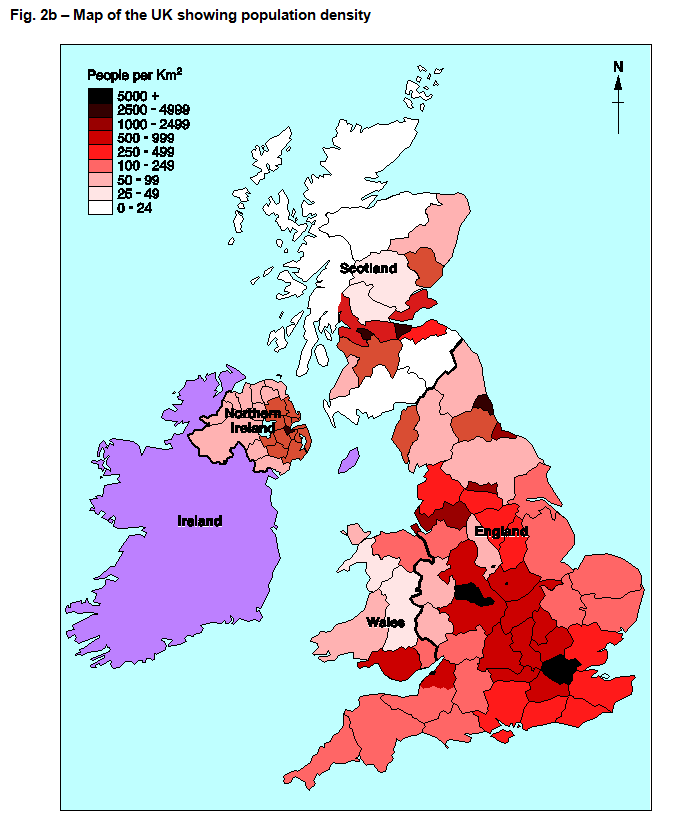 Fig. 2b – Map of the UK showing population density
People per Km²
5000 +
2500 - 4999
1000 - 2499
500 - 999
250 - 499
100 - 249
50 - 99
25 - 49
0 - 24
N
Scotland
Northern
Ireland
Ireland
England
Wales